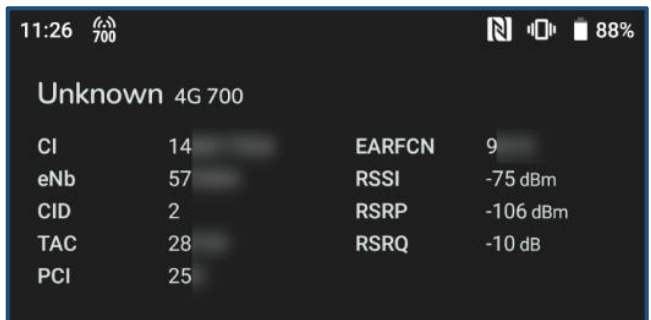 11:26 700 88%
Unknown 4G 700
CI 14 EARFCN 9
eNb 57 RSSI -75 dBm
CID 2 RSRP -106 dBm
TAC 28 RSRQ -10 dB
PCI 25